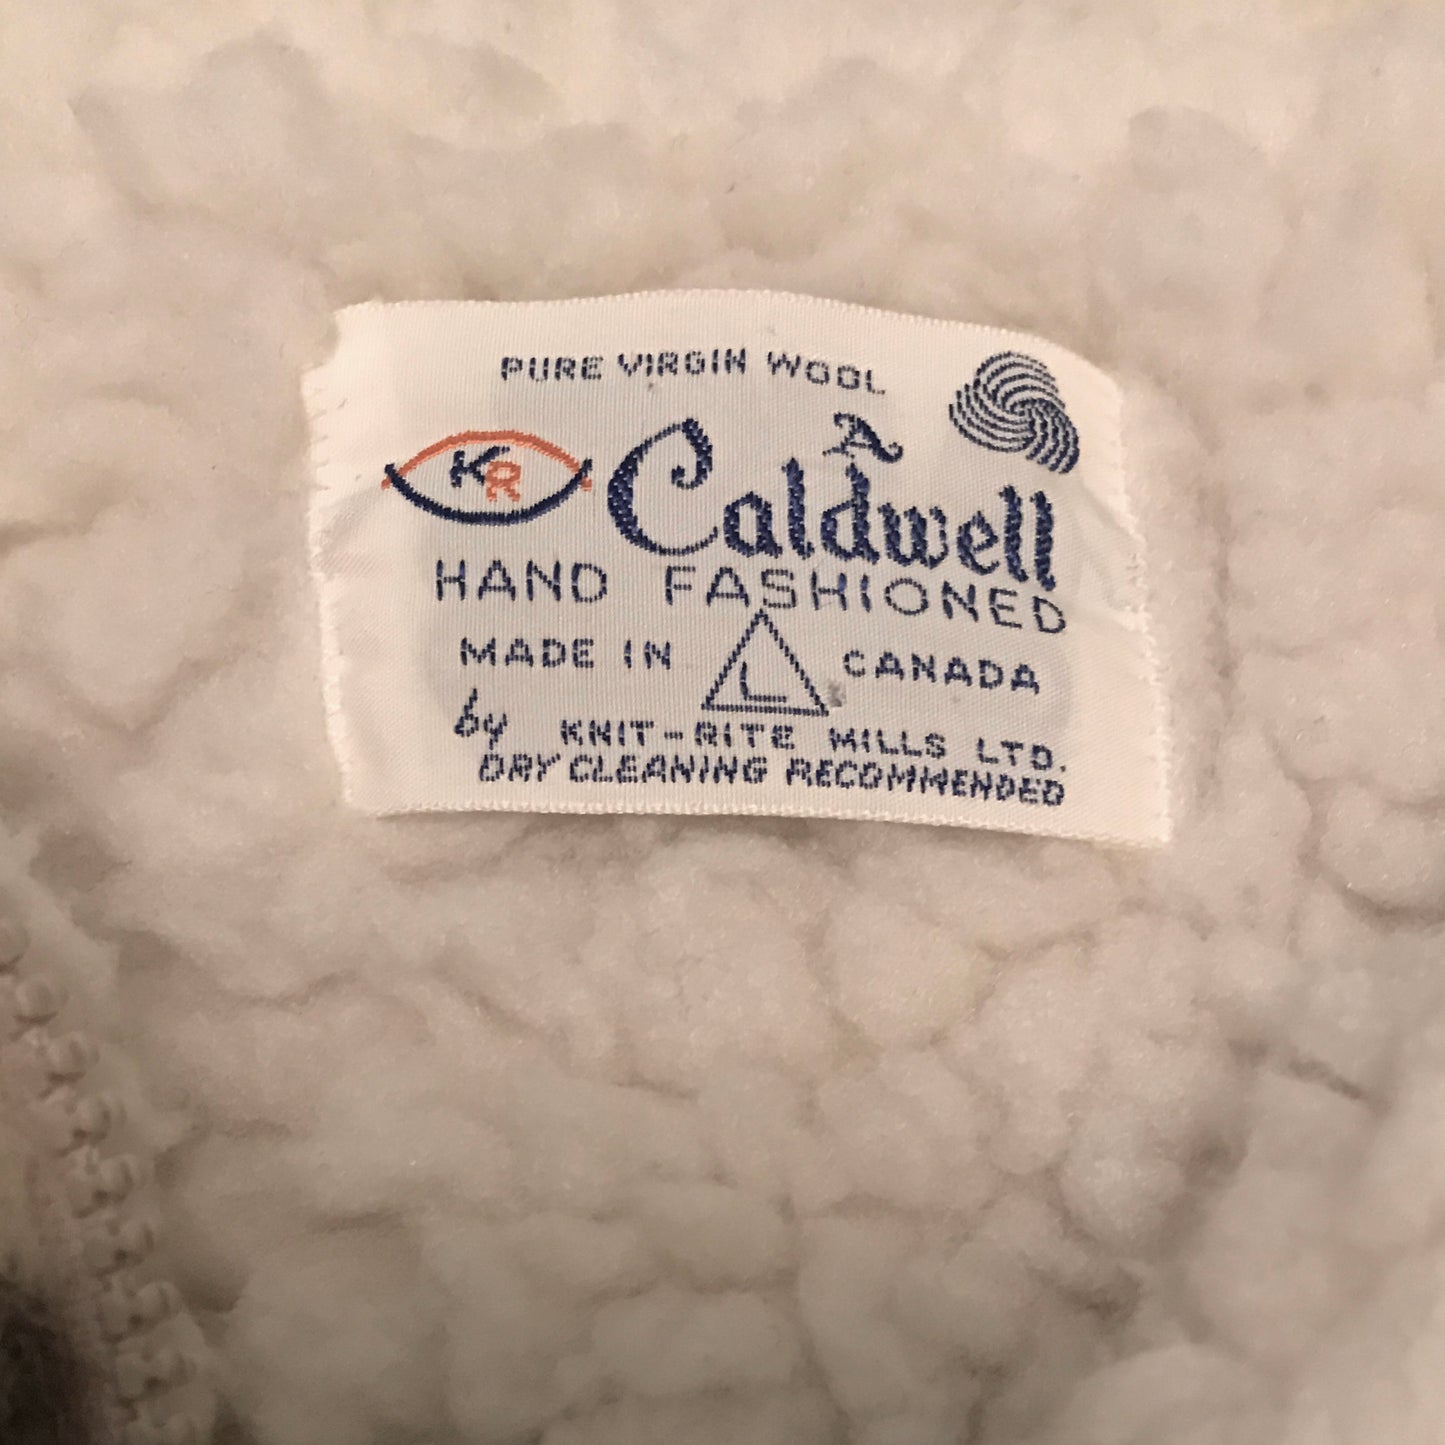 PURE VIRGIN WOOL
A
KR Caldwell
HAND FASHIONED
MADE IN L CANADA
by KNIT-RITE MILLS LTD.
DRY CLEANING RECOMMENDED